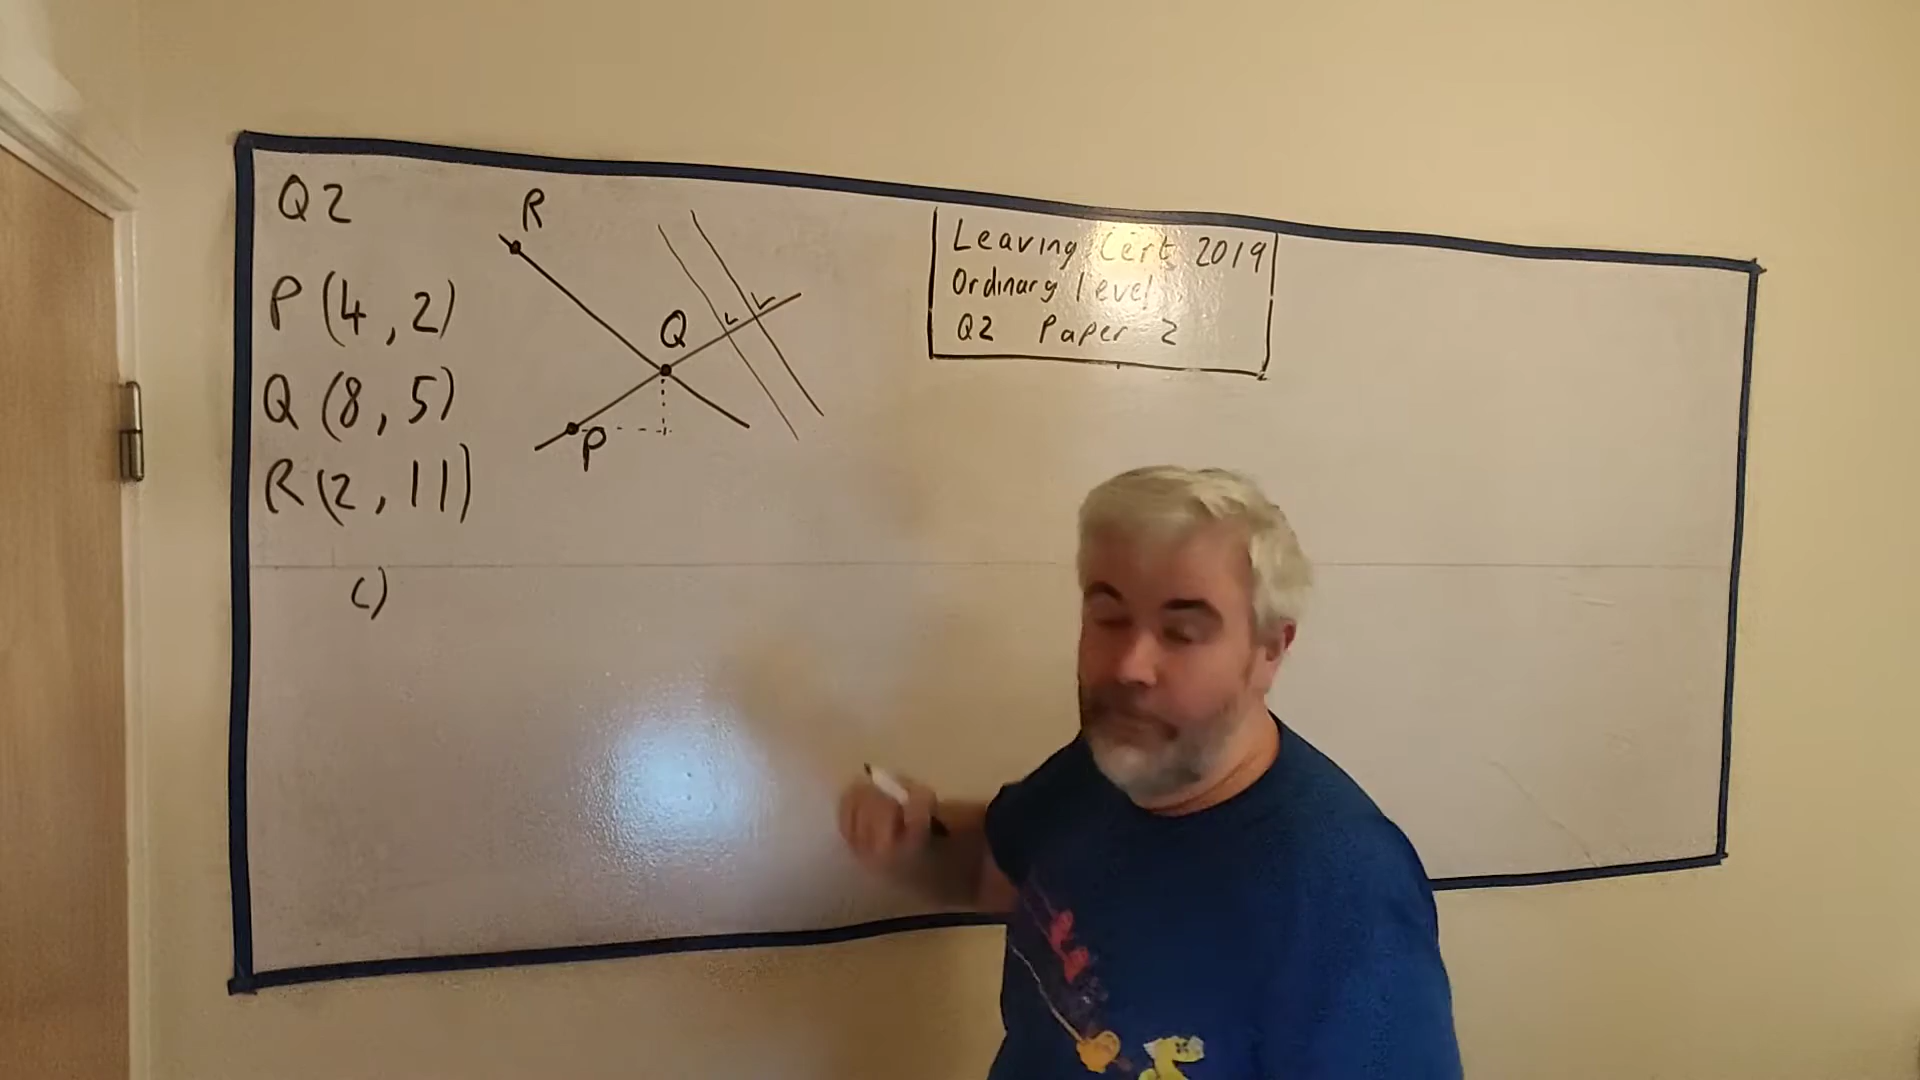 Q2
P (4, 2)
Q (8, 5)
R (2, 11)
c)
R
Q
P
Leaving Cert 2019
Ordinary level
Q2 Paper 2